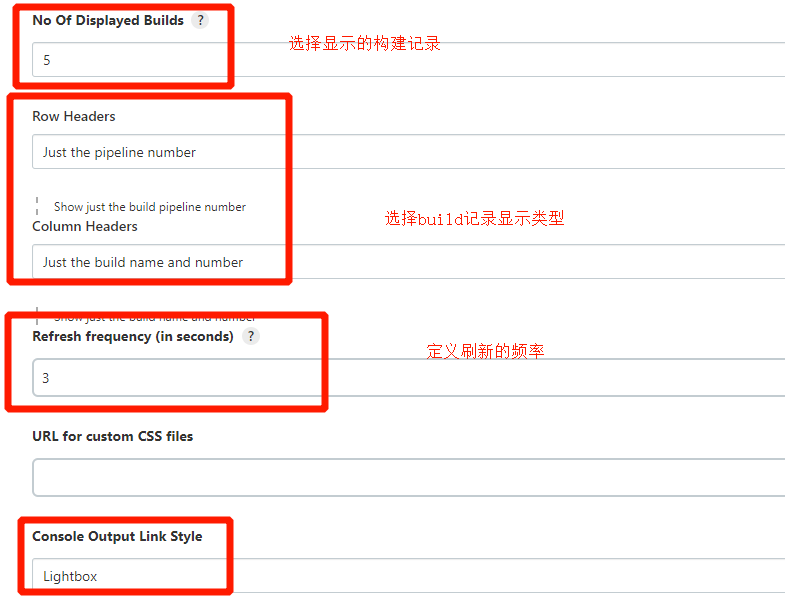 No Of Displayed Builds ?
选择显示的构建记录
5
Row Headers
Just the pipeline number
Show just the build pipeline number
选择build记录显示类型
Column Headers
Just the build name and number
Show just the build name and number
Refresh frequency (in seconds) ?
定义刷新的频率
3
URL for custom CSS files
Console Output Link Style
Lightbox